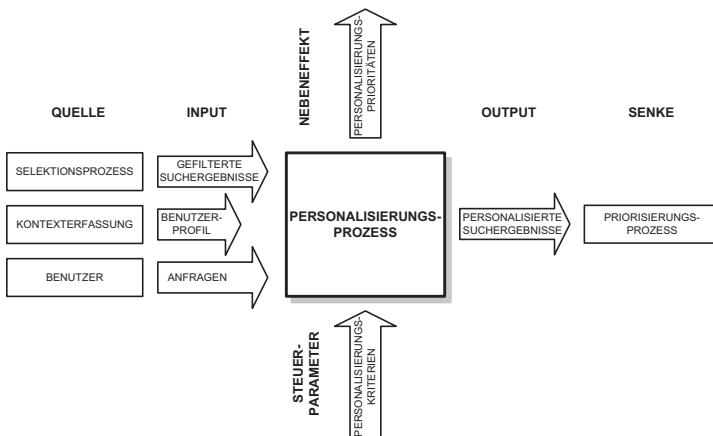 NEBENEFFEKT
PERSONALISIERUNGS-
PRIORITÄTEN
QUELLE
INPUT
OUTPUT
SENKE
SELEKTIONSPROZESS
GEFILTERTE
SUCHERGEBNISSE
KONTEXTERFASSUNG
BENUTZER-
PROFIL
BENUTZER
ANFRAGEN
PERSONALISIERUNGS-
PROZESS
PERSONALISIERTE
SUCHERGEBNISSE
PRIORISIERUNGS-
PROZESS
STEUER-
PARAMETER
PERSONALISIERUNGS-
KRITERIEN